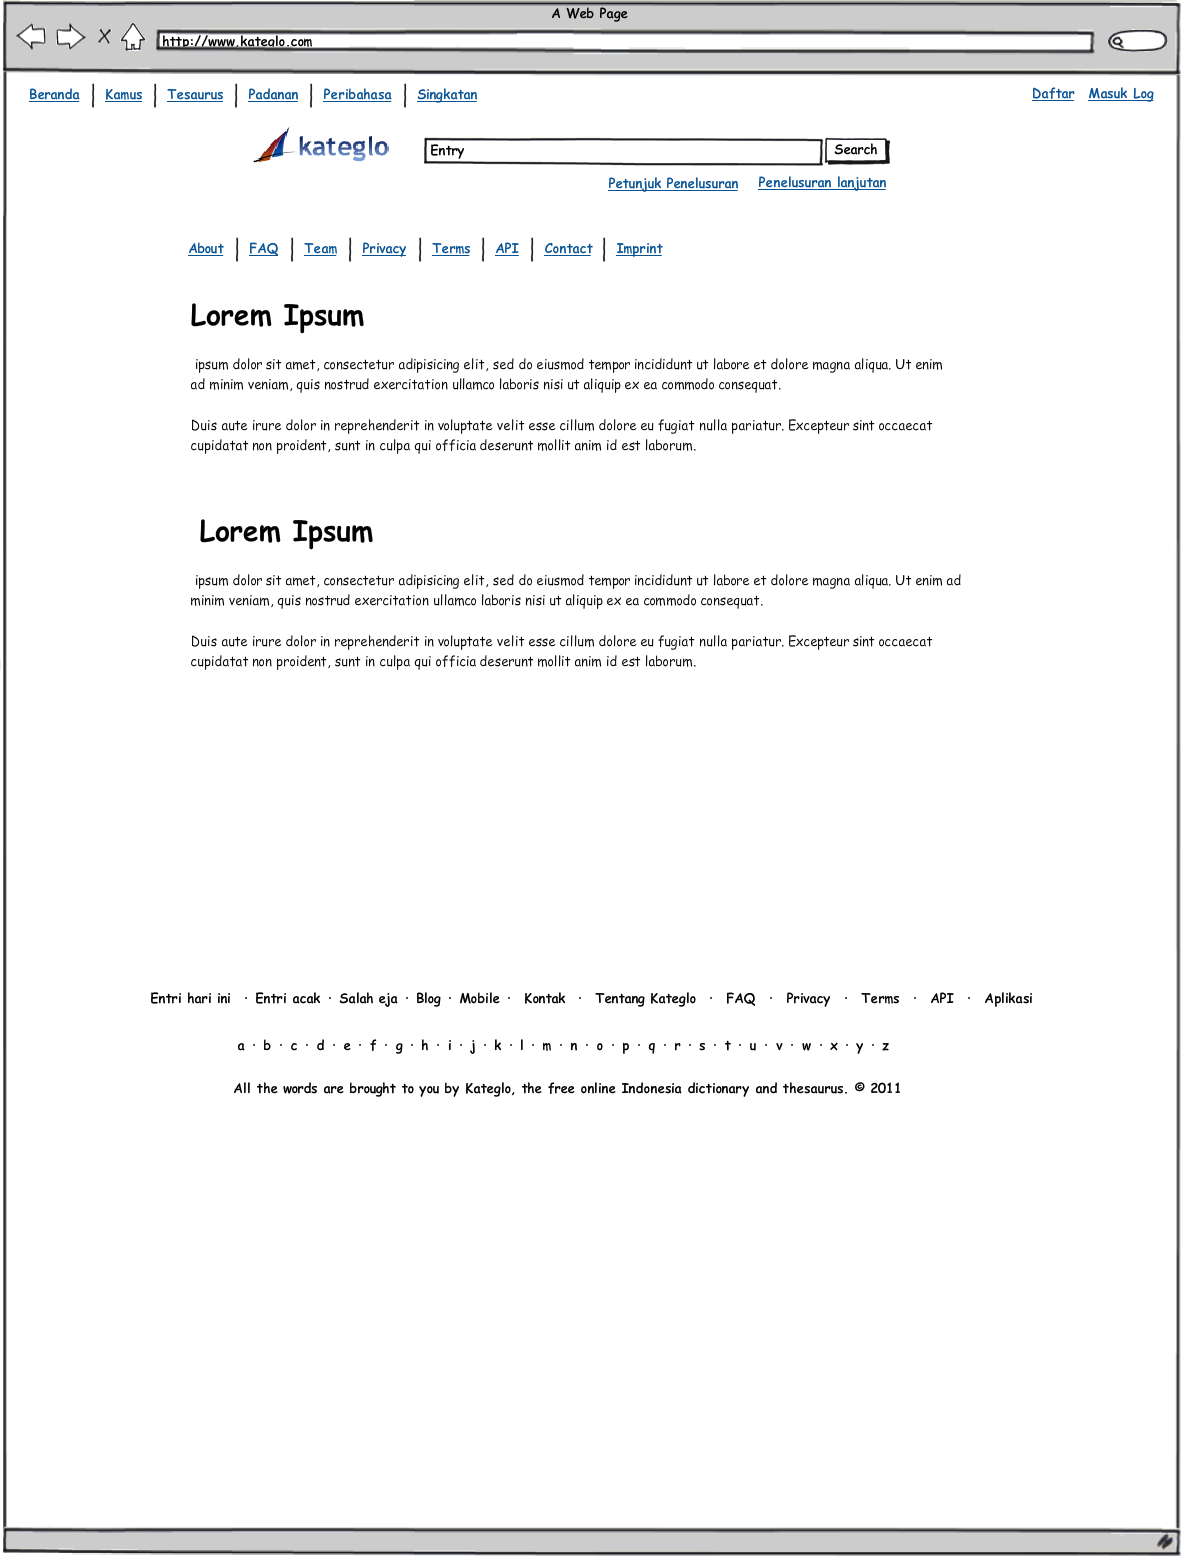 A Web Page
http://www.kateglo.com
Beranda Kamus Tesaurus Padanan Peribahasa Singkatan Daftar Masuk Log
kateglo Entry Search
Petunjuk Penelusuran Penelusuran lanjutan
About FAQ Team Privacy Terms API Contact Imprint
Lorem Ipsum
ipsum dolor sit amet, consectetur adipisicing elit, sed do eiusmod tempor incididunt ut labore et dolore magna aliqua. Ut enim
ad minim veniam, quis nostrud exercitation ullamco laboris nisi ut aliquip ex ea commodo consequat.
Duis aute irure dolor in reprehenderit in voluptate velit esse cillum dolore eu fugiat nulla pariatur. Excepteur sint occaecat
cupidatat non proident, sunt in culpa qui officia deserunt mollit anim id est laborum.
Lorem Ipsum
ipsum dolor sit amet, consectetur adipisicing elit, sed do eiusmod tempor incididunt ut labore et dolore magna aliqua. Ut enim ad
minim veniam, quis nostrud exercitation ullamco laboris nisi ut aliquip ex ea commodo consequat.
Duis aute irure dolor in reprehenderit in voluptate velit esse cillum dolore eu fugiat nulla pariatur. Excepteur sint occaecat
cupidatat non proident, sunt in culpa qui officia deserunt mollit anim id est laborum.
Entri hari ini · Entri acak · Salah eja · Blog · Mobile · Kontak · Tentang Kateglo · FAQ · Privacy · Terms · API · Aplikasi
a · b · c · d · e · f · g · h · i · j · k · l · m · n · o · p · q · r · s · t · u · v · w · x · y · z
All the words are brought to you by Kateglo, the free online Indonesia dictionary and thesaurus. © 2011